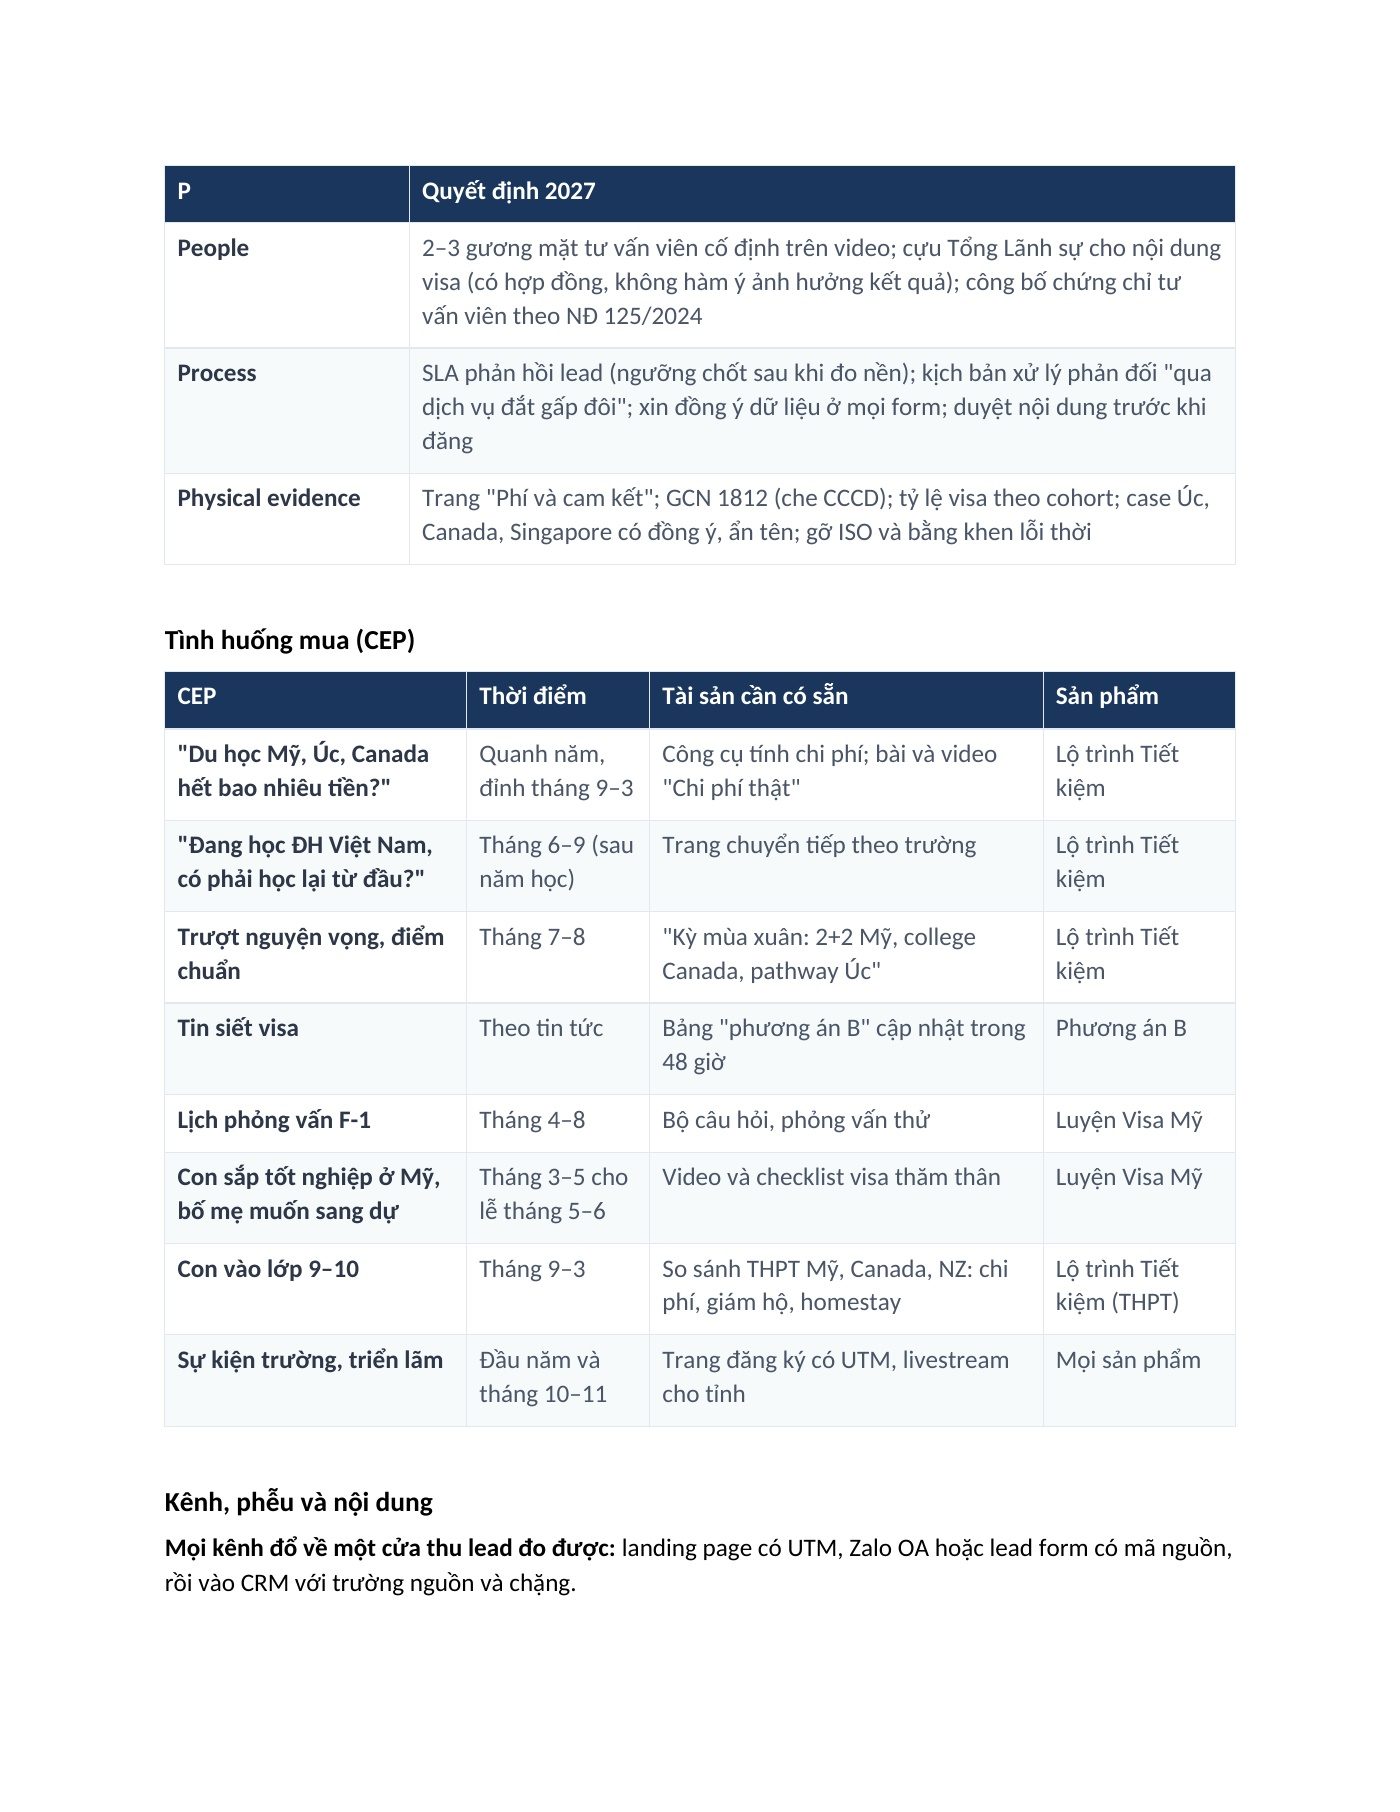 P
Quyết định 2027
People
2–3 gương mặt tư vấn viên cố định trên video; cựu Tổng Lãnh sự cho nội dung
visa (có hợp đồng, không hàm ý ảnh hưởng kết quả); công bố chứng chỉ tư
vấn viên theo NĐ 125/2024
Process
SLA phản hồi lead (ngưỡng chốt sau khi đo nền); kịch bản xử lý phản đối "qua
dịch vụ đắt gấp đôi"; xin đồng ý dữ liệu ở mọi form; duyệt nội dung trước khi
đăng
Physical evidence
Trang "Phí và cam kết"; GCN 1812 (che CCCD); tỷ lệ visa theo cohort; case Úc,
Canada, Singapore có đồng ý, ẩn tên; gỡ ISO và bằng khen lỗi thời
Tình huống mua (CEP)
CEP
Thời điểm
Tài sản cần có sẵn
Sản phẩm
"Du học Mỹ, Úc, Canada
hết bao nhiêu tiền?"
Quanh năm,
đỉnh tháng 9–3
Công cụ tính chi phí; bài và video
"Chi phí thật"
Lộ trình Tiết
kiệm
"Đang học ĐH Việt Nam,
có phải học lại từ đầu?"
Tháng 6–9 (sau
năm học)
Trang chuyển tiếp theo trường
Lộ trình Tiết
kiệm
Trượt nguyện vọng, điểm
chuẩn
Tháng 7–8
"Kỳ mùa xuân: 2+2 Mỹ, college
Canada, pathway Úc"
Lộ trình Tiết
kiệm
Tin siết visa
Theo tin tức
Bảng "phương án B" cập nhật trong
48 giờ
Phương án B
Lịch phỏng vấn F-1
Tháng 4–8
Bộ câu hỏi, phỏng vấn thử
Luyện Visa Mỹ
Con sắp tốt nghiệp ở Mỹ,
bố mẹ muốn sang dự
Tháng 3–5 cho
lễ tháng 5–6
Video và checklist visa thăm thân
Luyện Visa Mỹ
Con vào lớp 9–10
Tháng 9–3
So sánh THPT Mỹ, Canada, NZ: chi
phí, giám hộ, homestay
Lộ trình Tiết
kiệm (THPT)
Sự kiện trường, triển lãm
Đầu năm và
tháng 10–11
Trang đăng ký có UTM, livestream
cho tỉnh
Mọi sản phẩm
Kênh, phễu và nội dung
Mọi kênh đổ về một cửa thu lead đo được: landing page có UTM, Zalo OA hoặc lead form có mã nguồn,
rồi vào CRM với trường nguồn và chặng.